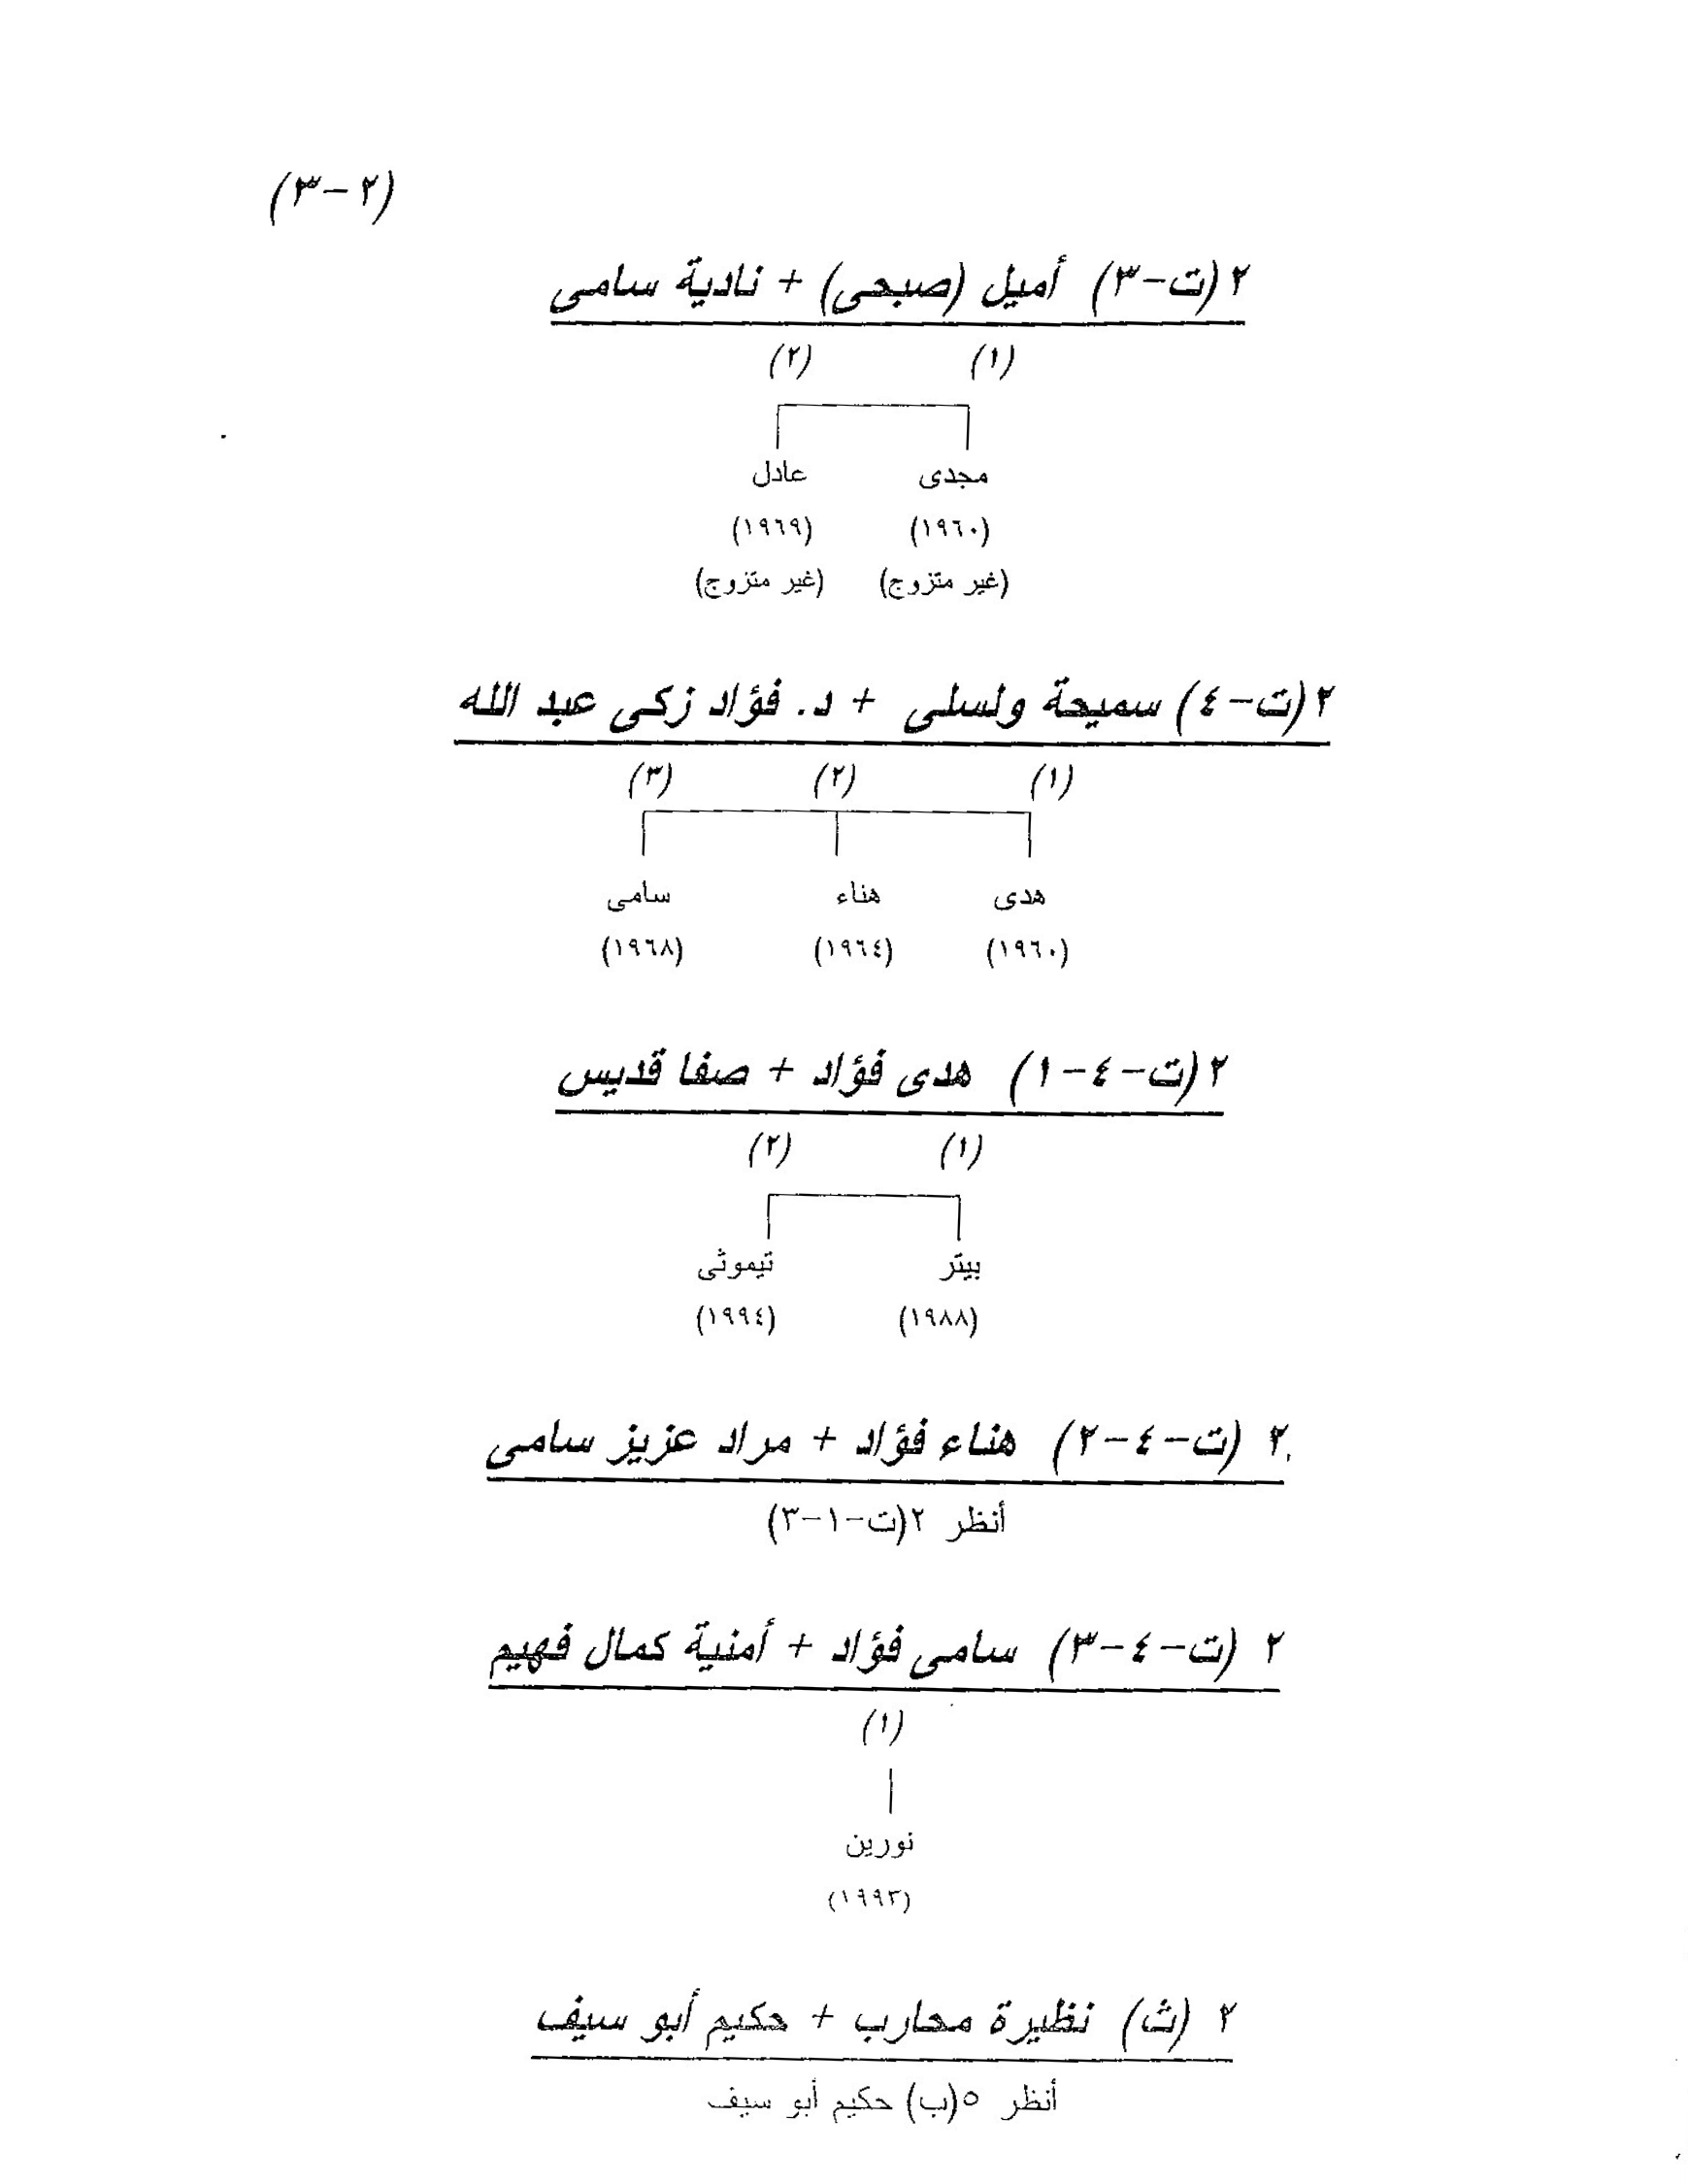 (٢-٣)
٢(ت-٣) أميل (صبحى) + نادية سامى
(١) (٢)
مجدى عادل
(١٩٦٠) (١٩٦٩)
(غير متزوج) (غير متزوج)
٢(ت-٤) سميحة ولسلى + د. فؤاد زكى عبد الله
(١) (٢) (٣)
هدى هناء سامى
(١٩٦٠) (١٩٦٤) (١٩٦٨)
٢(ت-٤-١) هدى فؤاد + صفا قديس
(١) (٢)
بيتر تيموثى
(١٩٨٨) (١٩٩٤)
٢ (ت-٤-٢) هناء فؤاد + مراد عزيز سامى
أنظر ٢(ت-١-٣)
٢ (ت-٤-٣) سامى فؤاد + أمنية كمال فهيم
(١)
نورين
(١٩٩٣)
٢ (ث) نظيرة محارب + حكيم أبو سيف
أنظر ٥(ب) حكيم أبو سيف